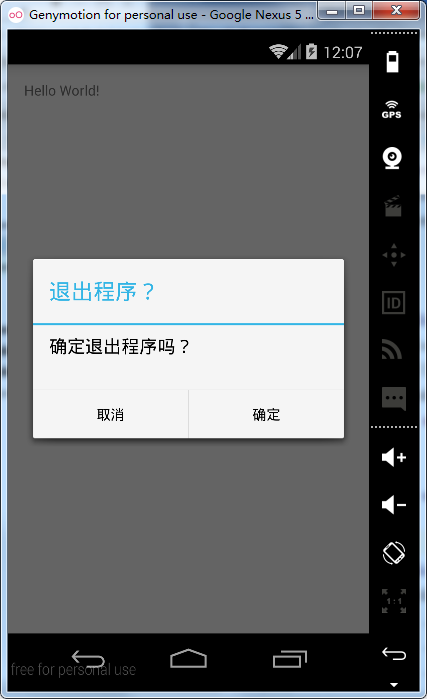 Genymotion for personal use - Google Nexus 5 ...
12:07
GPS
Hello World!
ID
退出程序？
确定退出程序吗？
取消
确定
1:1
free for personal use